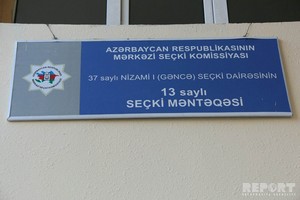 AZƏRBAYCAN RESPUBLİKASININ
MƏRKƏZİ SEÇKİ KOMİSSİYASI
37 saylı NİZAMİ I (GƏNCƏ) SEÇKİ DAİRƏSİNİN
13 saylı
SEÇKİ MƏNTƏQƏSİ
REPORT